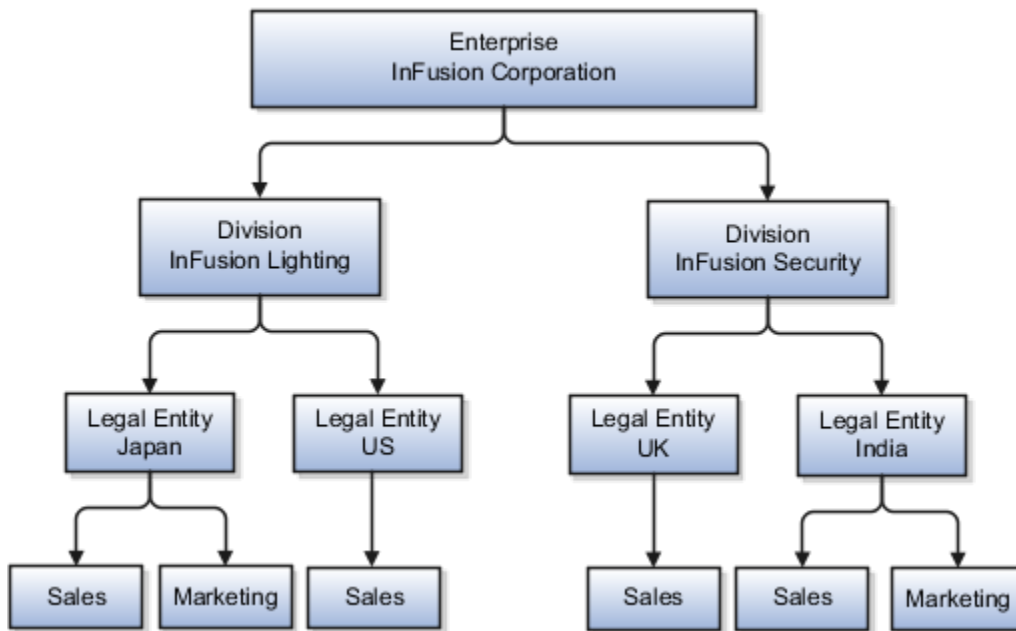 Enterprise
InFusion Corporation
Division
InFusion Lighting
Division
InFusion Security
Legal Entity
Japan
Legal Entity
US
Legal Entity
UK
Legal Entity
India
Sales
Marketing
Sales
Sales
Sales
Marketing